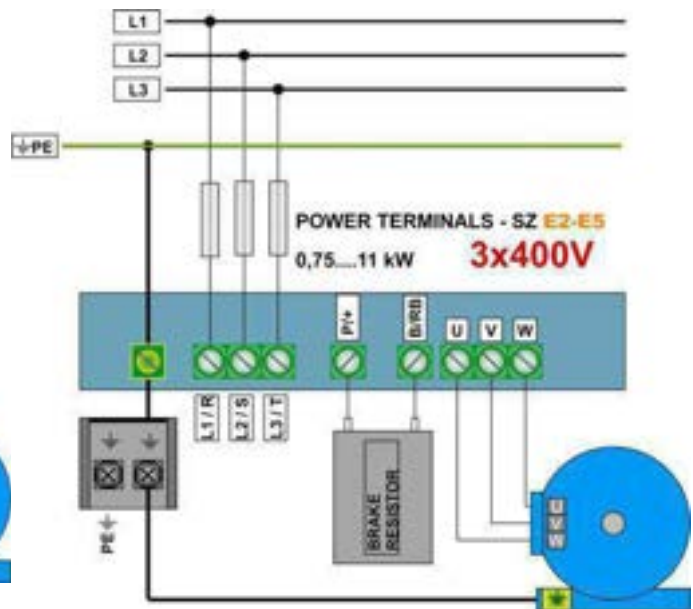 L1
L2
L3
PE
POWER TERMINALS - SZ E2-E5
0,75....11 kW 3x400V
P/+
B/RB
U V W
L1 / R
L2 / S
L3 / T
PE
BRAKE
RESISTOR
U
V
W